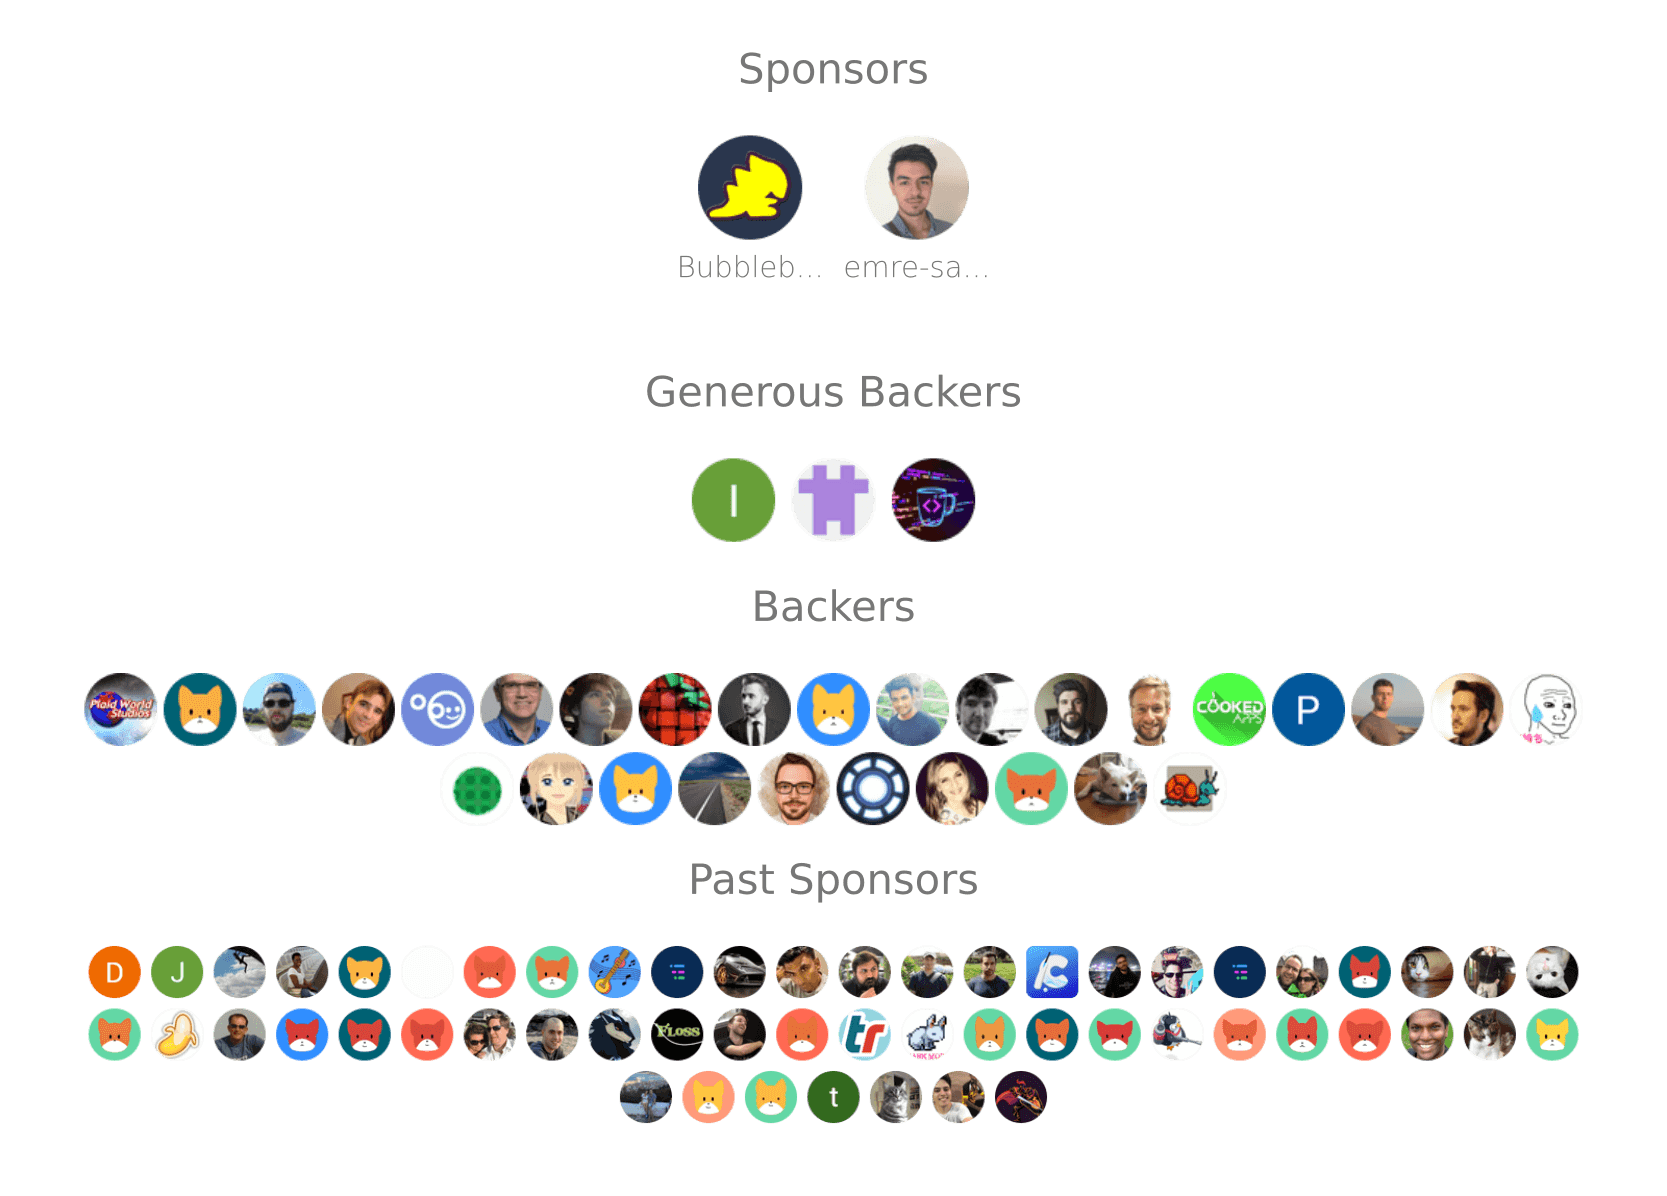 Sponsors
Bubbleb... emre-sa...
Generous Backers
I
Backers
Plaid World
Studios
COOKED
APPS
P
Past Sponsors
D J
FLOSS
tr
t